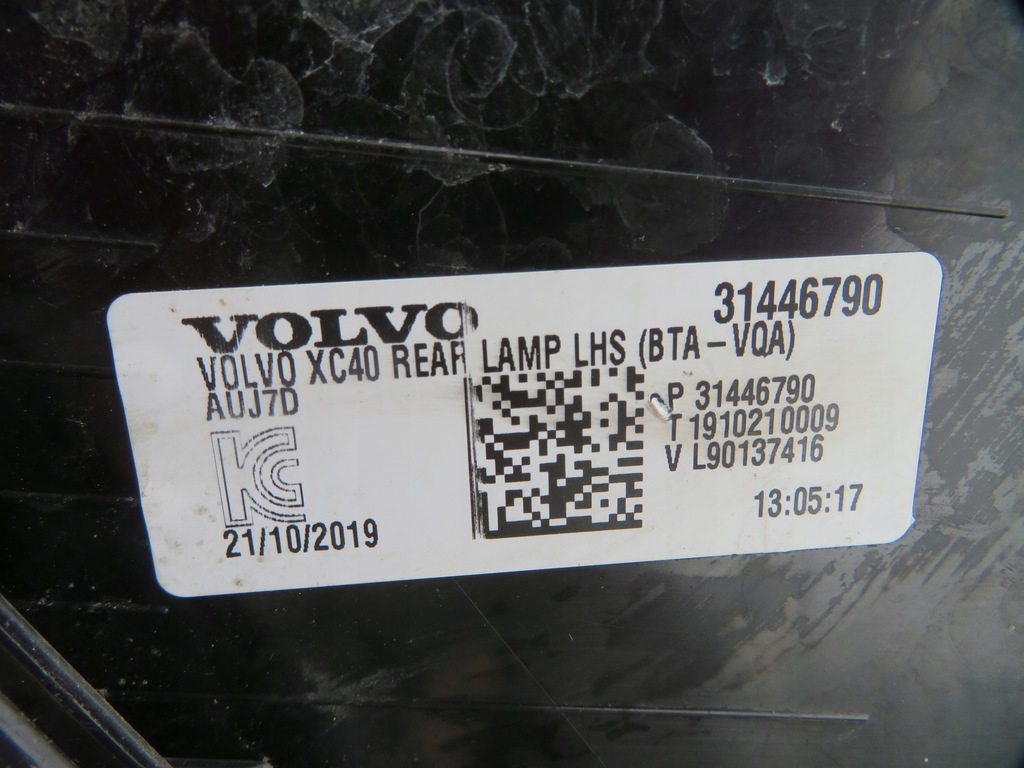 VOLVO 31446790
VOLVO XC40 REAR LAMP LHS (BTA-VQA)
AUJ7D
P 31446790
T 1910210009
V L90137416
KC
21/10/2019
13:05:17